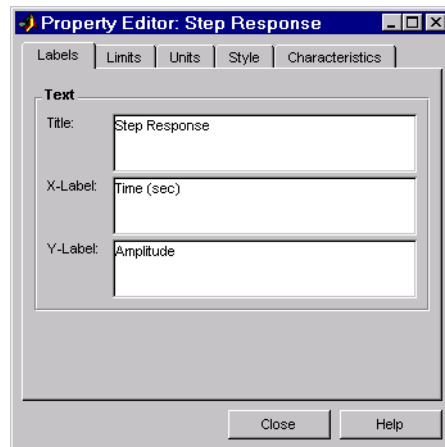 Property Editor: Step Response
Labels Limits Units Style Characteristics
Text
Title: Step Response
X-Label: Time (sec)
Y-Label: Amplitude
Close Help